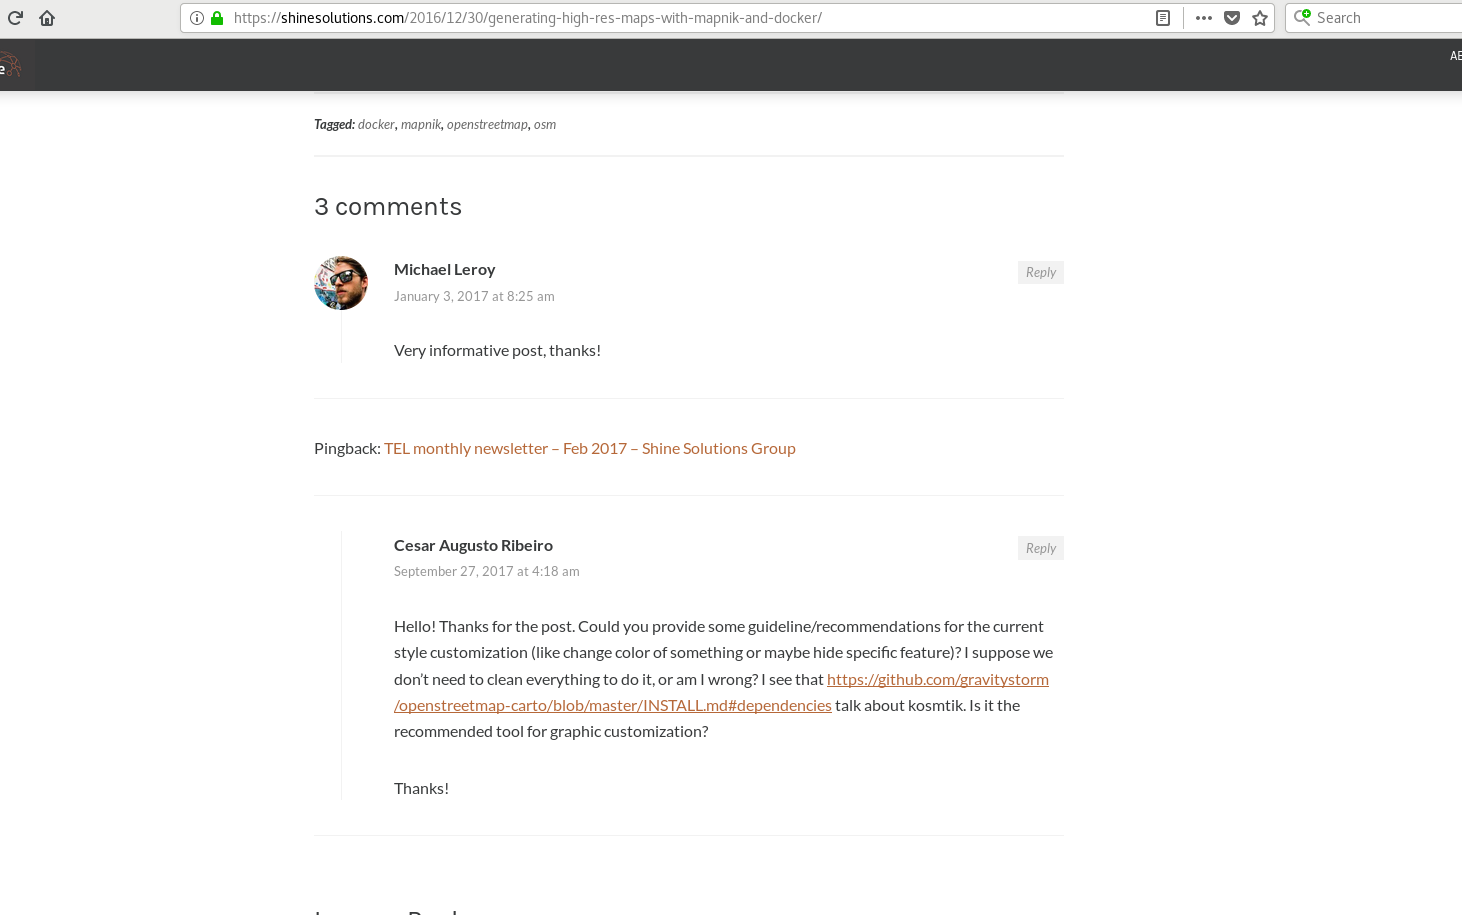 https://shinesolutions.com/2016/12/30/generating-high-res-maps-with-mapnik-and-docker/
Search
Tagged: docker, mapnik, openstreetmap, osm
3 comments
Michael Leroy
Reply
January 3, 2017 at 8:25 am
Very informative post, thanks!
Pingback: TEL monthly newsletter – Feb 2017 – Shine Solutions Group
Cesar Augusto Ribeiro
Reply
September 27, 2017 at 4:18 am
Hello! Thanks for the post. Could you provide some guideline/recommendations for the current
style customization (like change color of something or maybe hide specific feature)? I suppose we
don’t need to clean everything to do it, or am I wrong? I see that https://github.com/gravitystorm
/openstreetmap-carto/blob/master/INSTALL.md#dependencies talk about kosmtik. Is it the
recommended tool for graphic customization?
Thanks!